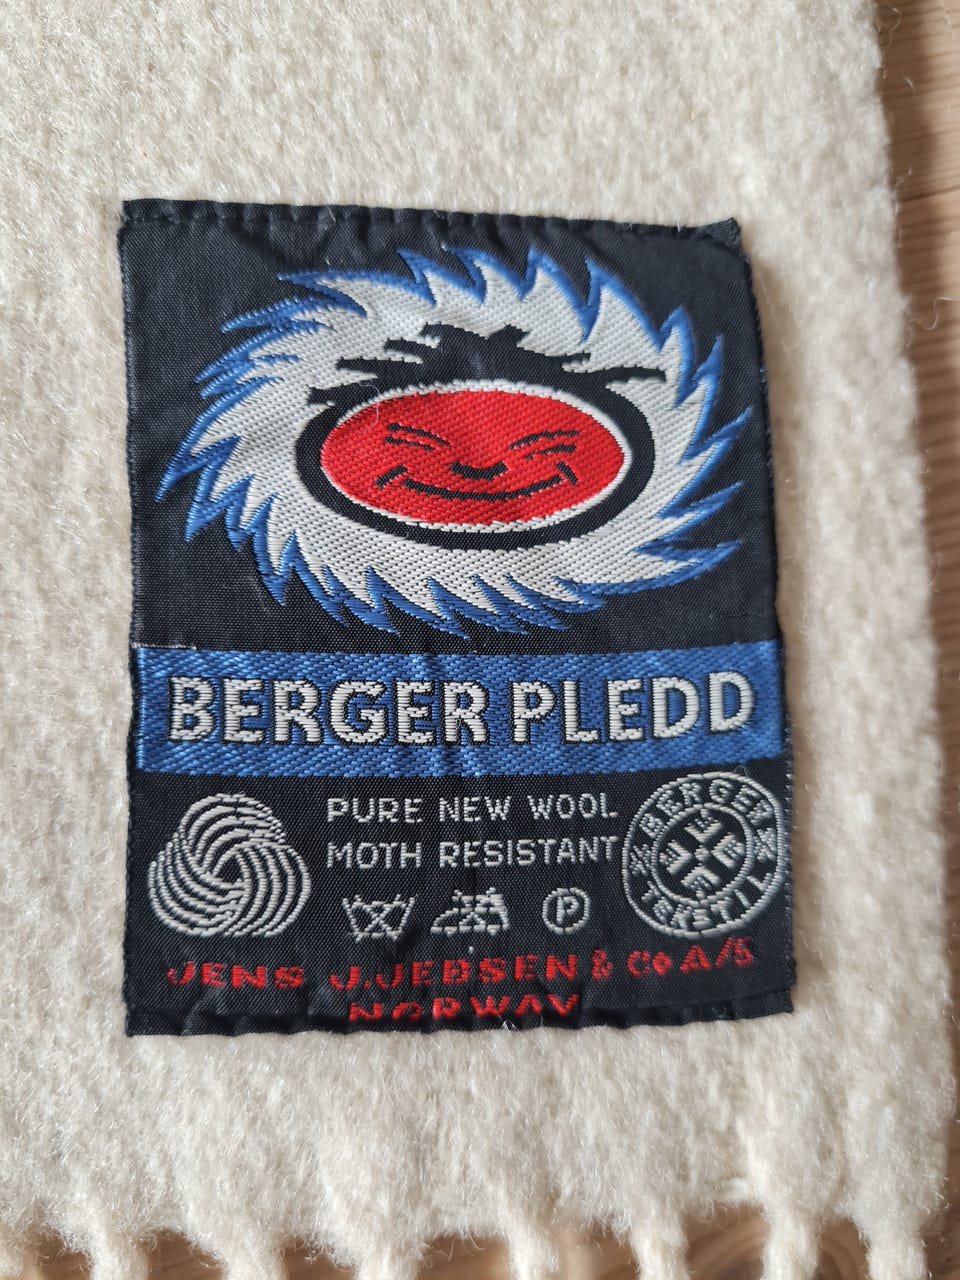 BERGER PLEDD
PURE NEW WOOL
MOTH RESISTANT
P
BERGER
TEKSTIL
JENS J.JEBSEN & Co A/S
NORWAY